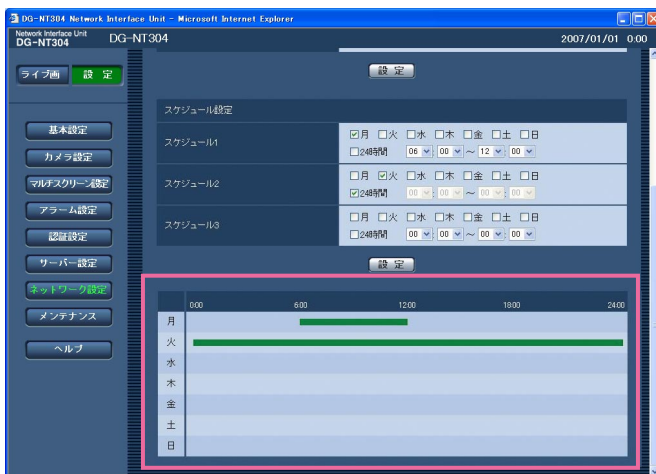 DG-NT304 Network Interface Unit - Microsoft Internet Explorer
Network Interface Unit
DG-NT304
DG-NT304
2007/01/01 0:00
ライブ画 設 定
設 定
スケジュール設定
基本設定
カメラ設定
マルチスクリーン設定
アラーム設定
認証設定
サーバー設定
ネットワーク設定
メンテナンス
ヘルプ
スケジュール1
月 火 水 木 金 土 日
24時間 06 : 00 ～ 12 : 00
スケジュール2
月 火 水 木 金 土 日
24時間 00 : 00 ～ 00 : 00
スケジュール3
月 火 水 木 金 土 日
24時間 00 : 00 ～ 00 : 00
設 定
0:00 6:00 12:00 18:00 24:00
月
火
水
木
金
土
日